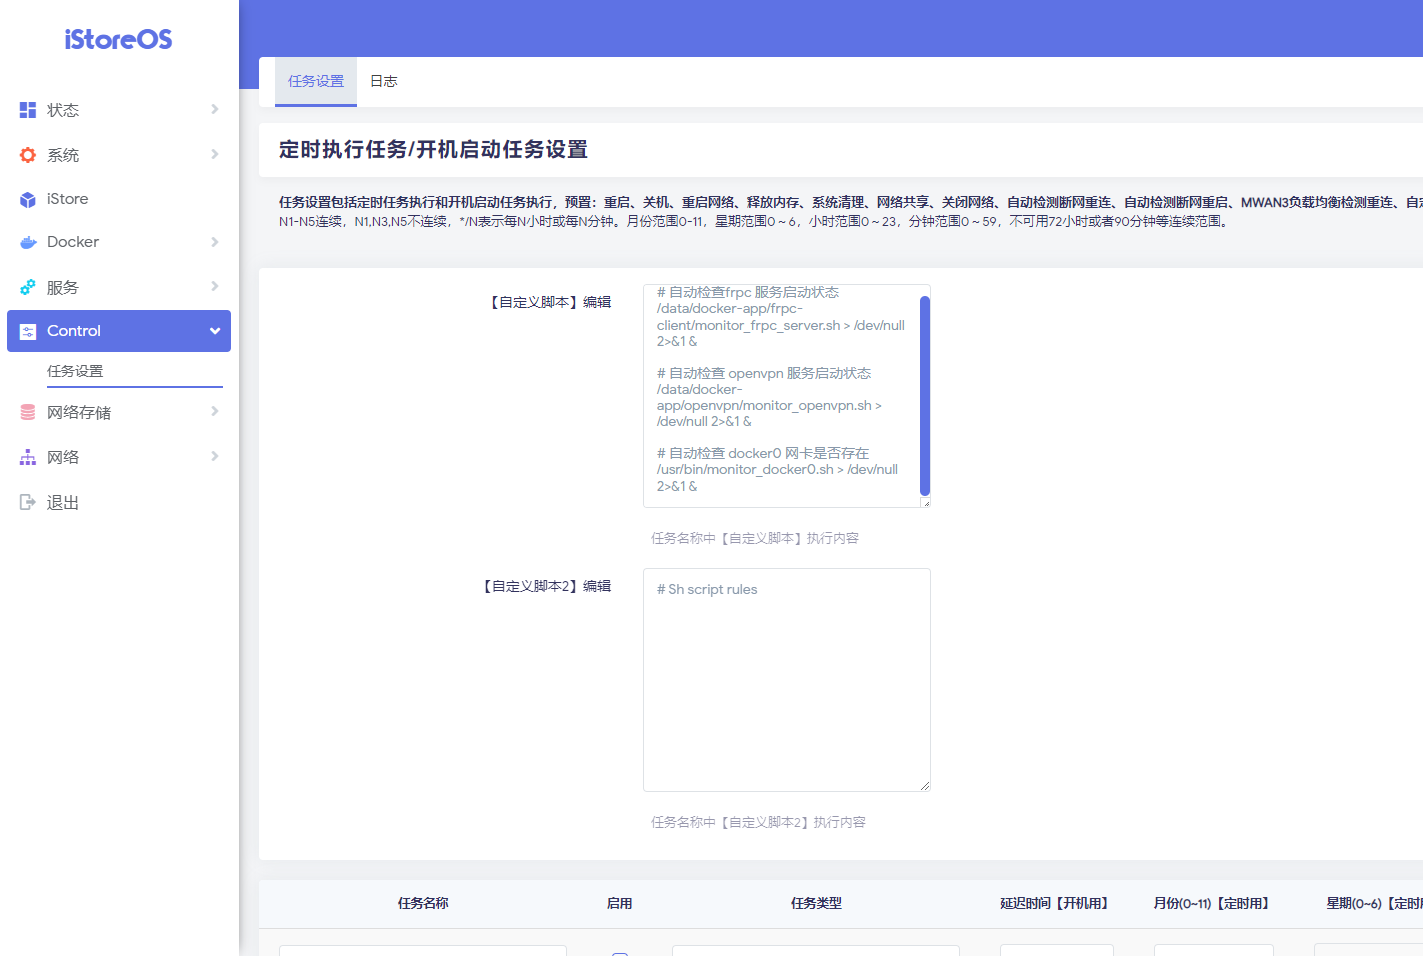 iStoreOS
状态
系统
iStore
Docker
服务
Control
任务设置
网络存储
网络
退出
任务设置 日志
定时执行任务/开机启动任务设置
任务设置包括定时任务执行和开机启动任务执行，预置：重启、关机、重启网络、释放内存、系统清理、网络共享、关闭网络、自动检测断网重连、自动检测断网重启、MWAN3负载均衡检测重连、自定
N1-N5连续，N1,N3,N5不连续，*/N表示每N小时或每N分钟。月份范围0-11，星期范围0～6，小时范围0～23，分钟范围0～59，不可用72小时或者90分钟等连续范围。
【自定义脚本】编辑
# 自动检查frpc 服务启动状态
/data/docker-app/frpc-
client/monitor_frpc_server.sh > /dev/null
2>&1 &
# 自动检查 openvpn 服务启动状态
/data/docker-
app/openvpn/monitor_openvpn.sh >
/dev/null 2>&1 &
# 自动检查 docker0 网卡是否存在
/usr/bin/monitor_docker0.sh > /dev/null
2>&1 &
任务名称中【自定义脚本】执行内容
【自定义脚本2】编辑
# Sh script rules
任务名称中【自定义脚本2】执行内容
任务名称 启用 任务类型 延迟时间【开机用】 月份(0~11)【定时用】 星期(0~6)【定时用